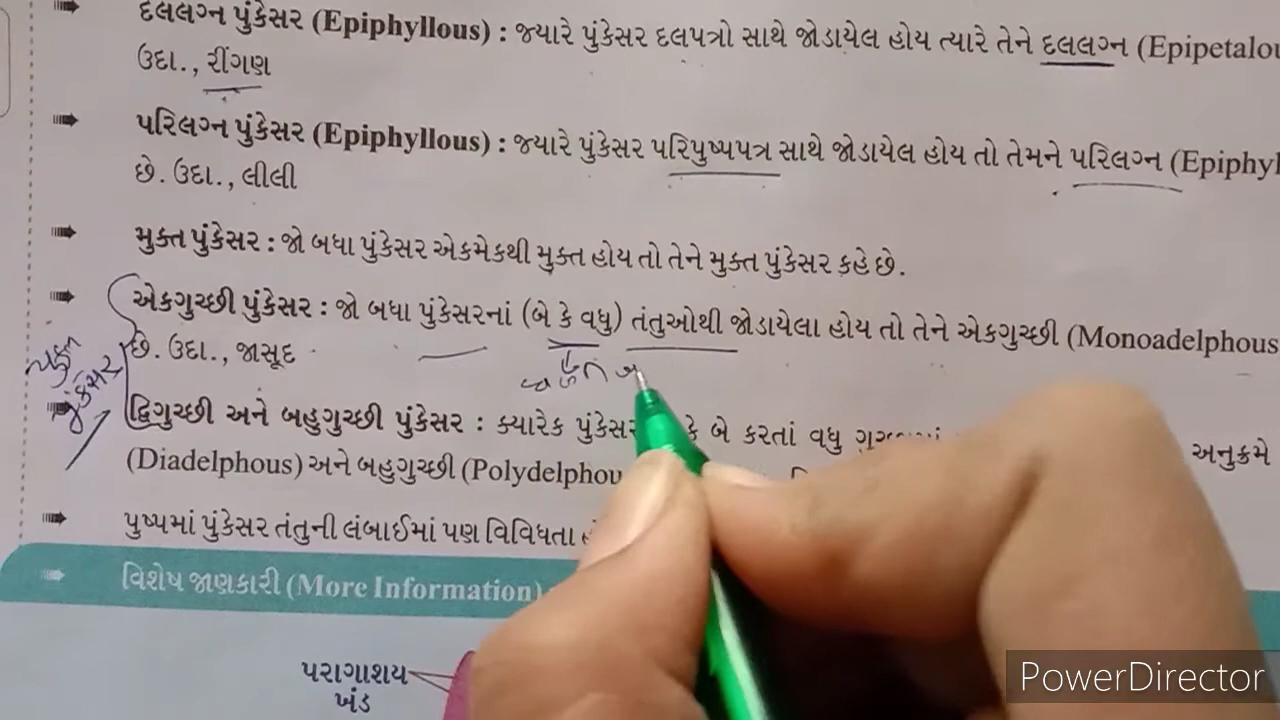 દલલગ્ન પુંકેસર (Epiphyllous) : જ્યારે પુંકેસર દલપત્રો સાથે જોડાયેલ હોય ત્યારે તેને દલલગ્ન (Epipetalou
ઉદા., રીંગણ
પરિલગ્ન પુંકેસર (Epiphyllous) : જ્યારે પુંકેસર પરિપુષ્પપત્ર સાથે જોડાયેલ હોય તો તેમને પરિલગ્ન (Epiphyl
છે. ઉદા., લીલી
મુક્ત પુંકેસર : જો બધા પુંકેસર એકમેકથી મુક્ત હોય તો તેને મુક્ત પુંકેસર કહે છે.
એકગુચ્છી પુંકેસર : જો બધા પુંકેસરનાં (બે કે વધુ) તંતુઓથી જોડાયેલા હોય તો તેને એકગુચ્છી (Monoadelphous
છે. ઉદા., જાસૂદ
દ્વિગુચ્છી અને બહુગુચ્છી પુંકેસર : ક્યારેક પુંકેસર કે બે કરતાં વધુ અનુક્રમે
(Diadelphous) અને બહુગુચ્છી (Polydelphou
પુષ્પમાં પુંકેસર તંતુની લંબાઈમાં પણ વિવિધતા
વિશેષ જાણકારી (More Information)
પરાગાશય
ખંડ
PowerDirector